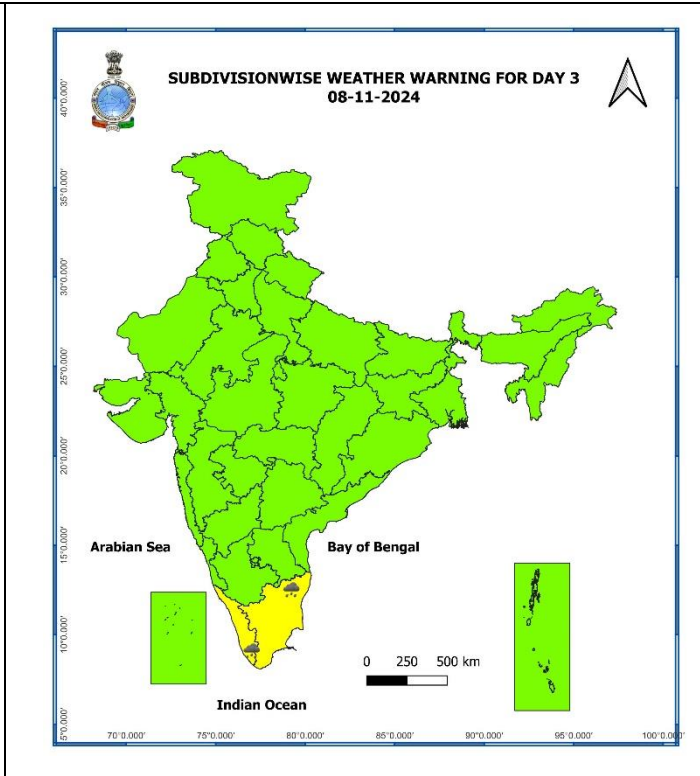 SUBDIVISIONWISE WEATHER WARNING FOR DAY 3
08-11-2024
40°0.000'
35°0.000'
30°0.000'
25°0.000'
20°0.000'
15°0.000'
10°0.000'
5°0.000'
Arabian Sea
Bay of Bengal
0 250 500 km
Indian Ocean
70°0.000' 75°0.000' 80°0.000' 85°0.000' 90°0.000' 95°0.000' 100°0.000'